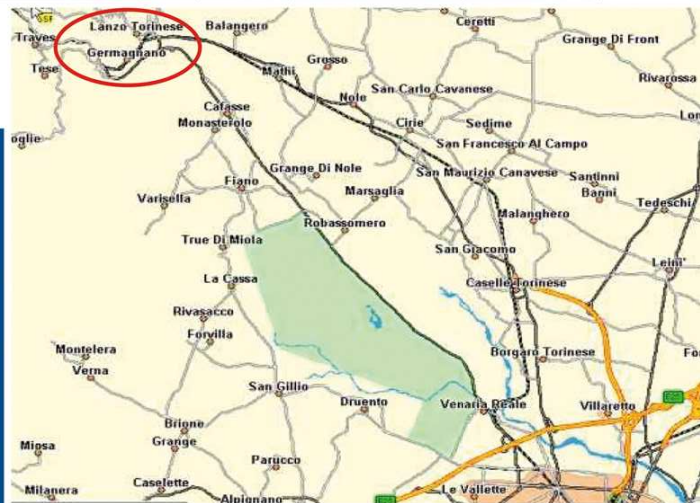 Lanzo Torinese
Balangero
Ceretti
Traves
Germagnano
Grange Di Front
Tese
Mathi
Grosso
Rivarossa
Nole
San Carlo Cavanese
Cafasse
Monasterolo
Cirie
Sedime
oglie
San Francesco Al Campo
Grange Di Nole
San Maurizio Canavese
Santinni
Fiano
Banni
Varisella
Marsaglia
Tedeschi
Malanghero
Robassomero
True Di Miola
San Giacomo
Leini'
La Cassa
Caselle Torinese
Rivasacco
Forvilla
Montelera
Borgaro Torinese
Verna
San Gillio
Druento
Venaria Reale
Villaretto
Brione
Miosa
Grange
Parucco
Milanera
Caselette
Alpignano
Le Vallette